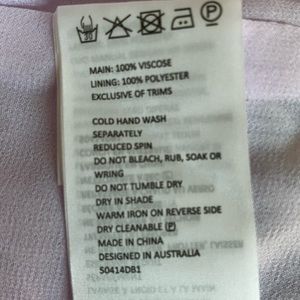 MAIN: 100% VISCOSE
LINING: 100% POLYESTER
EXCLUSIVE OF TRIMS
COLD HAND WASH
SEPARATELY
REDUCED SPIN
DO NOT BLEACH, RUB, SOAK OR
WRING
DO NOT TUMBLE DRY
DRY IN SHADE
WARM IRON ON REVERSE SIDE
DRY CLEANABLE Ⓟ
MADE IN CHINA
DESIGNED IN AUSTRALIA
S0414DB1